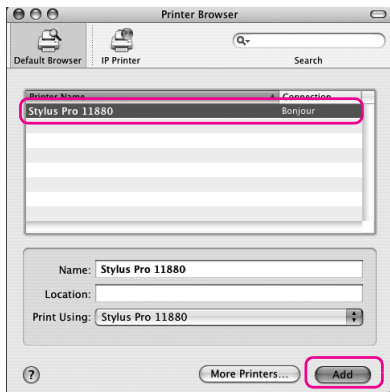 Printer Browser
Default Browser IP Printer Search
Printer Name Connection
Stylus Pro 11880 Bonjour
Name: Stylus Pro 11880
Location:
Print Using: Stylus Pro 11880
? More Printers... Add